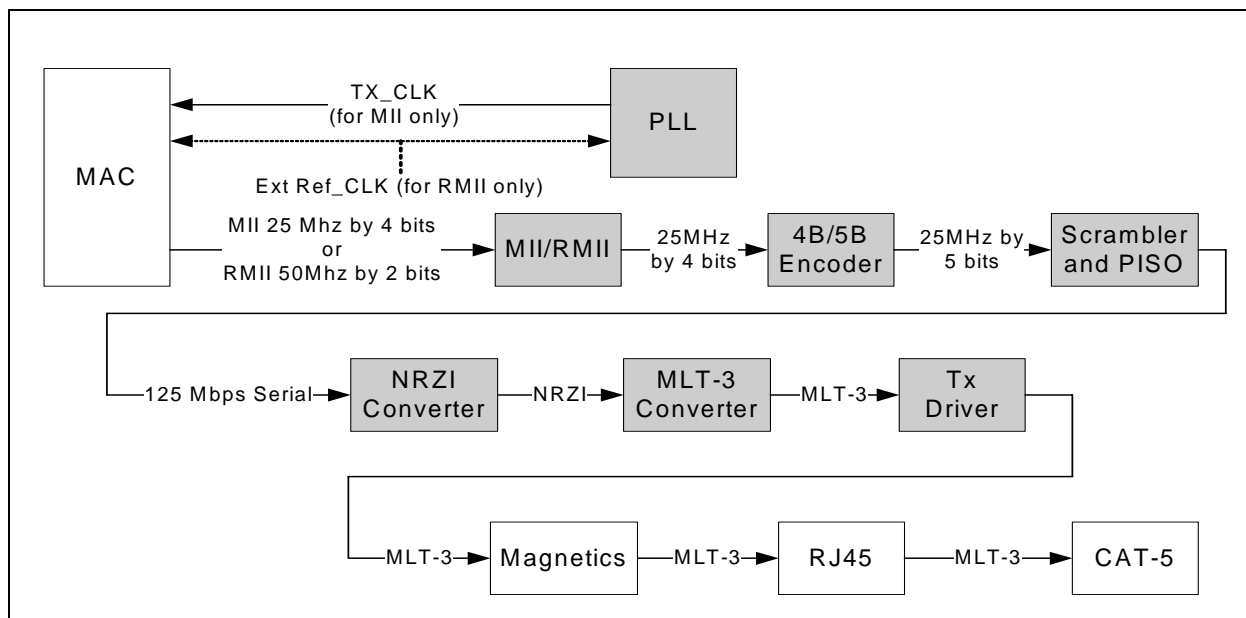 TX_CLK
(for MII only)
PLL
MAC
Ext Ref_CLK (for RMII only)
MII 25 Mhz by 4 bits
or
RMII 50Mhz by 2 bits
MII/RMII
25MHz
by 4 bits
4B/5B
Encoder
25MHz by
5 bits
Scrambler
and PISO
125 Mbps Serial
NRZI
Converter
NRZI
MLT-3
Converter
MLT-3
Tx
Driver
MLT-3
Magnetics
MLT-3
RJ45
MLT-3
CAT-5